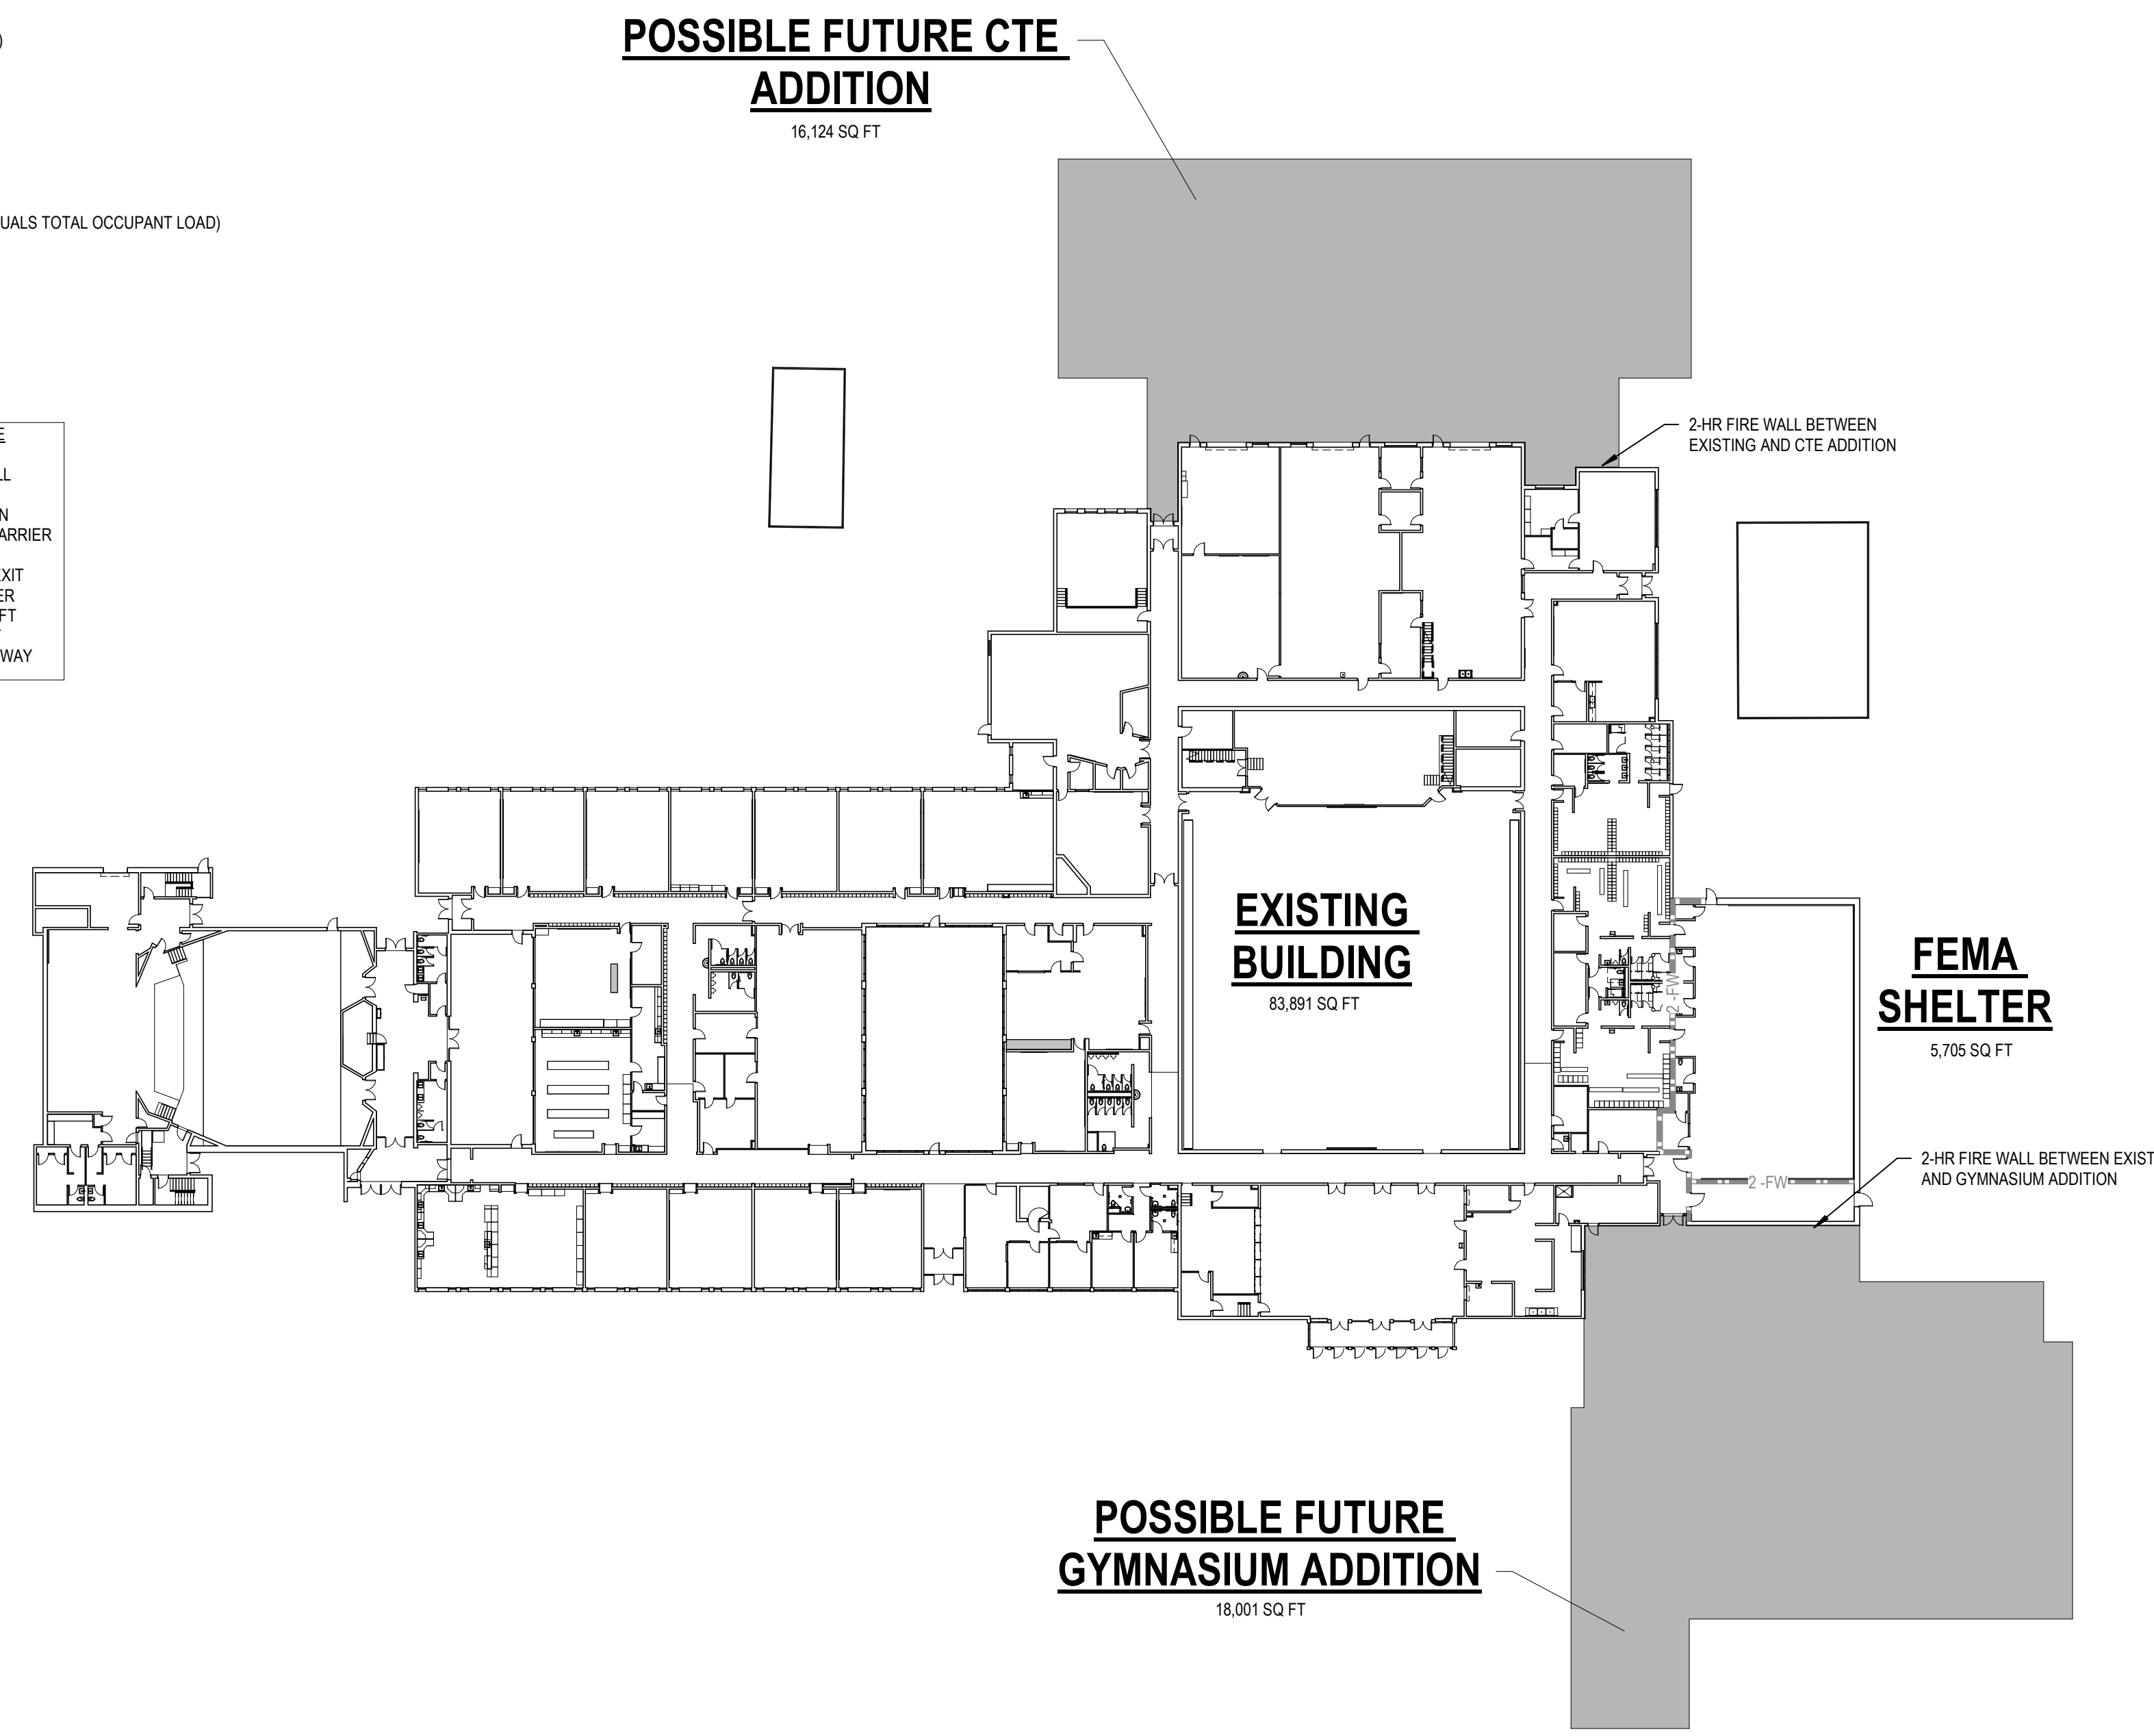 )
POSSIBLE FUTURE CTE
ADDITION
16,124 SQ FT
UALS TOTAL OCCUPANT LOAD)
E
LL
N
ARRIER
EXIT
ER
FT
WAY
2-HR FIRE WALL BETWEEN
EXISTING AND CTE ADDITION
EXISTING
BUILDING
83,891 SQ FT
2 -FW
FEMA
SHELTER
5,705 SQ FT
2 -FW
2-HR FIRE WALL BETWEEN EXIST
AND GYMNASIUM ADDITION
POSSIBLE FUTURE
GYMNASIUM ADDITION
18,001 SQ FT